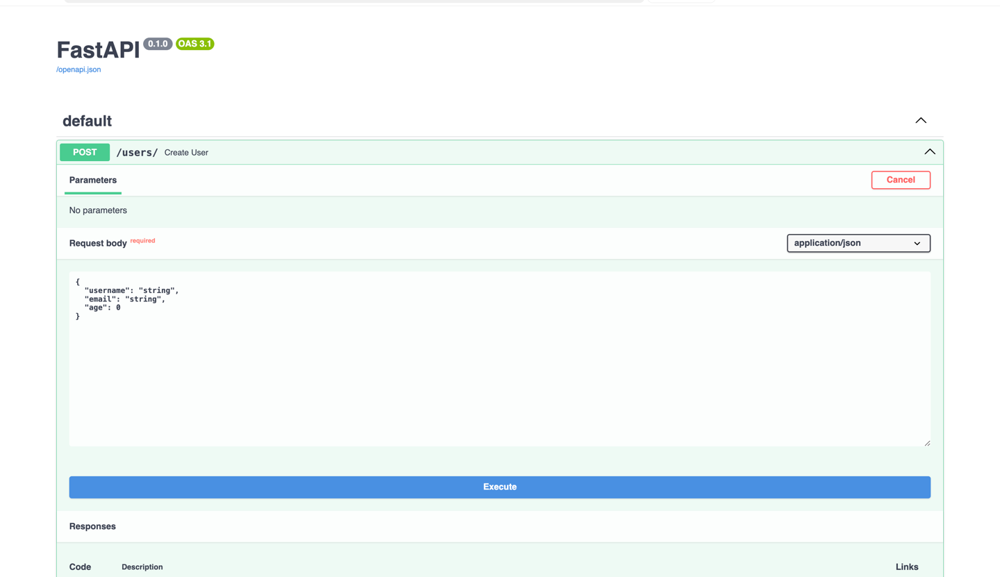 FastAPI 0.1.0 OAS 3.1
/openapi.json
default
POST /users/ Create User
Parameters Cancel
No parameters
Request body required application/json
{
  "username": "string",
  "email": "string",
  "age": 0
}
Execute
Responses
Code Description Links